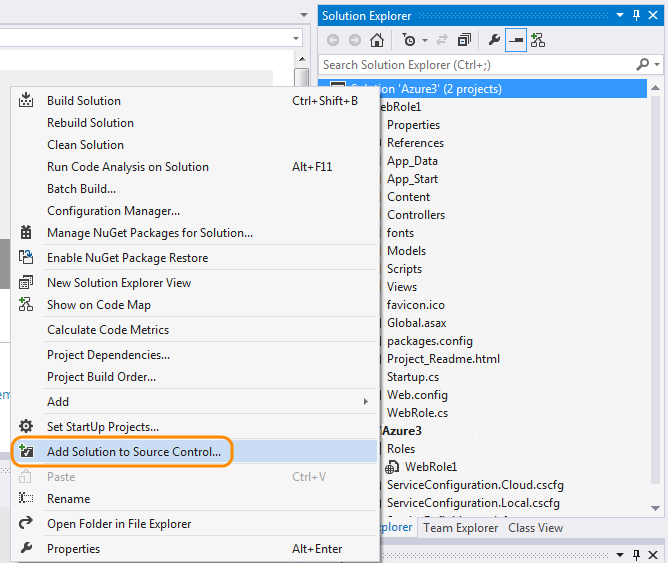 Solution Explorer
Search Solution Explorer (Ctrl+;)
Solution 'Azure3' (2 projects)
Properties
References
App_Data
App_Start
Content
Controllers
fonts
Models
Scripts
Views
favicon.ico
Global.asax
packages.config
Project_Readme.html
Startup.cs
Web.config
WebRole.cs
Azure3
Roles
WebRole1
ServiceConfiguration.Cloud.cscfg
ServiceConfiguration.Local.cscfg
Team Explorer Class View
Build Solution Ctrl+Shift+B
Rebuild Solution
Clean Solution
Run Code Analysis on Solution Alt+F11
Batch Build...
Configuration Manager...
Manage NuGet Packages for Solution...
Enable NuGet Package Restore
New Solution Explorer View
Show on Code Map
Calculate Code Metrics
Project Dependencies...
Project Build Order...
Add
Set StartUp Projects...
Add Solution to Source Control...
Paste Ctrl+V
Rename
Open Folder in File Explorer
Properties Alt+Enter